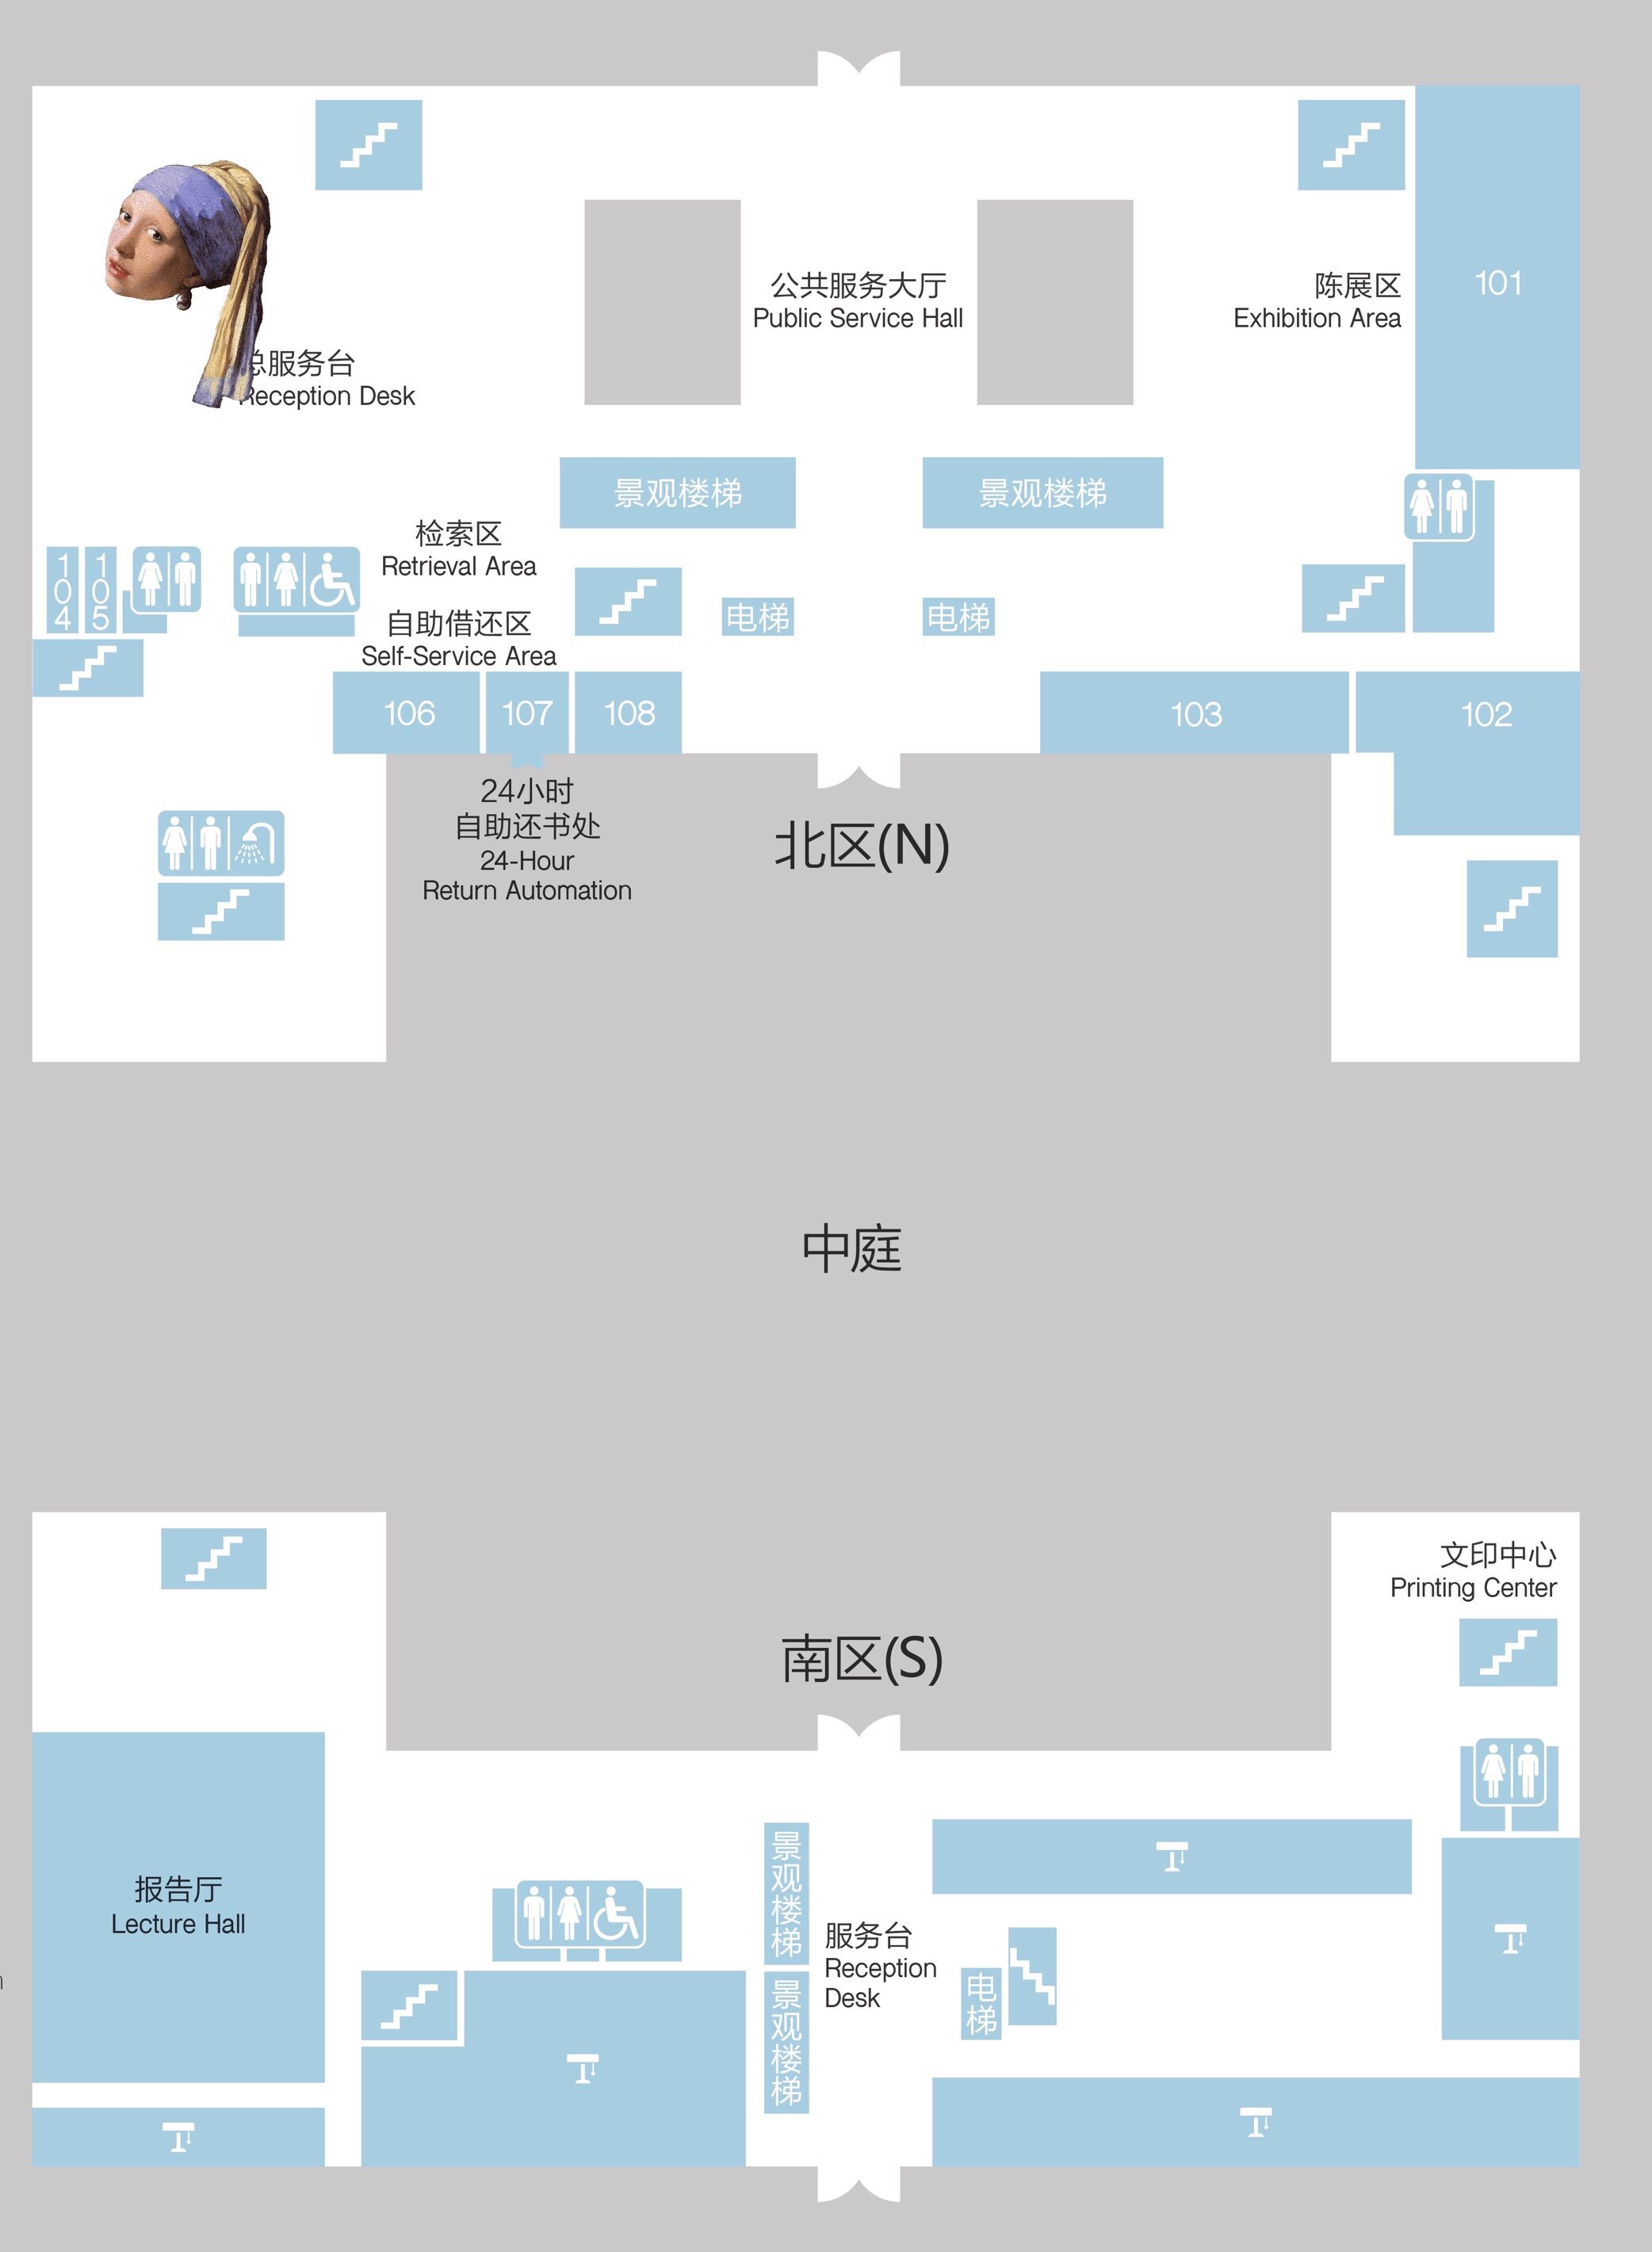 公共服务大厅
Public Service Hall
陈展区
Exhibition Area
101
总服务台
Reception Desk
景观楼梯
景观楼梯
检索区
Retrieval Area
104
105
自助借还区
Self-Service Area
电梯
电梯
106
107
108
103
102
24小时
自助还书处
24-Hour
Return Automation
北区(N)
中庭
文印中心
Printing Center
南区(S)
报告厅
Lecture Hall
景观楼梯
服务台
Reception
Desk
电梯
景观楼梯